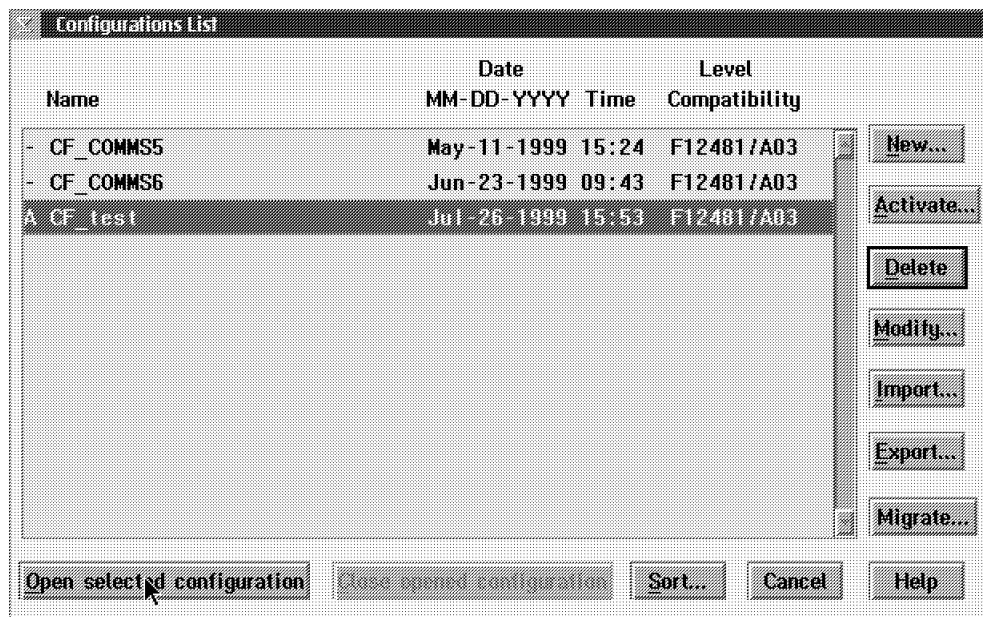 Configurations List
Date Level
Name MM-DD-YYYY Time Compatibility
- CF_COMMS5 May-11-1999 15:24 F12481/A03
- CF_COMMS6 Jun-23-1999 09:43 F12481/A03
A CF_test Jul-26-1999 15:53 F12481/A03
New...
Activate...
Delete
Modify...
Import...
Export...
Migrate...
Open selected configuration Close opened configuration Sort... Cancel Help